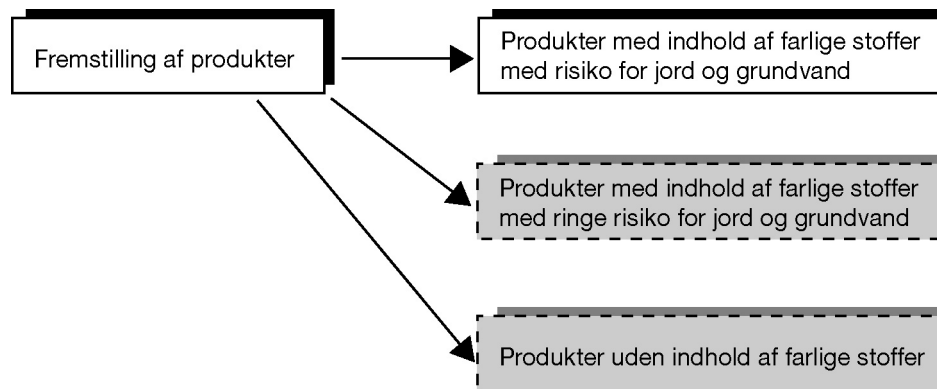 Fremstilling af produkter
Produkter med indhold af farlige stoffer
med risiko for jord og grundvand
Produkter med indhold af farlige stoffer
med ringe risiko for jord og grundvand
Produkter uden indhold af farlige stoffer